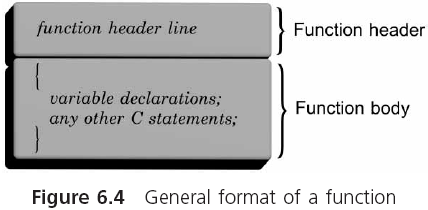 function header line
Function header
{
variable declarations;
any other C statements;
}
Function body
Figure 6.4 General format of a function